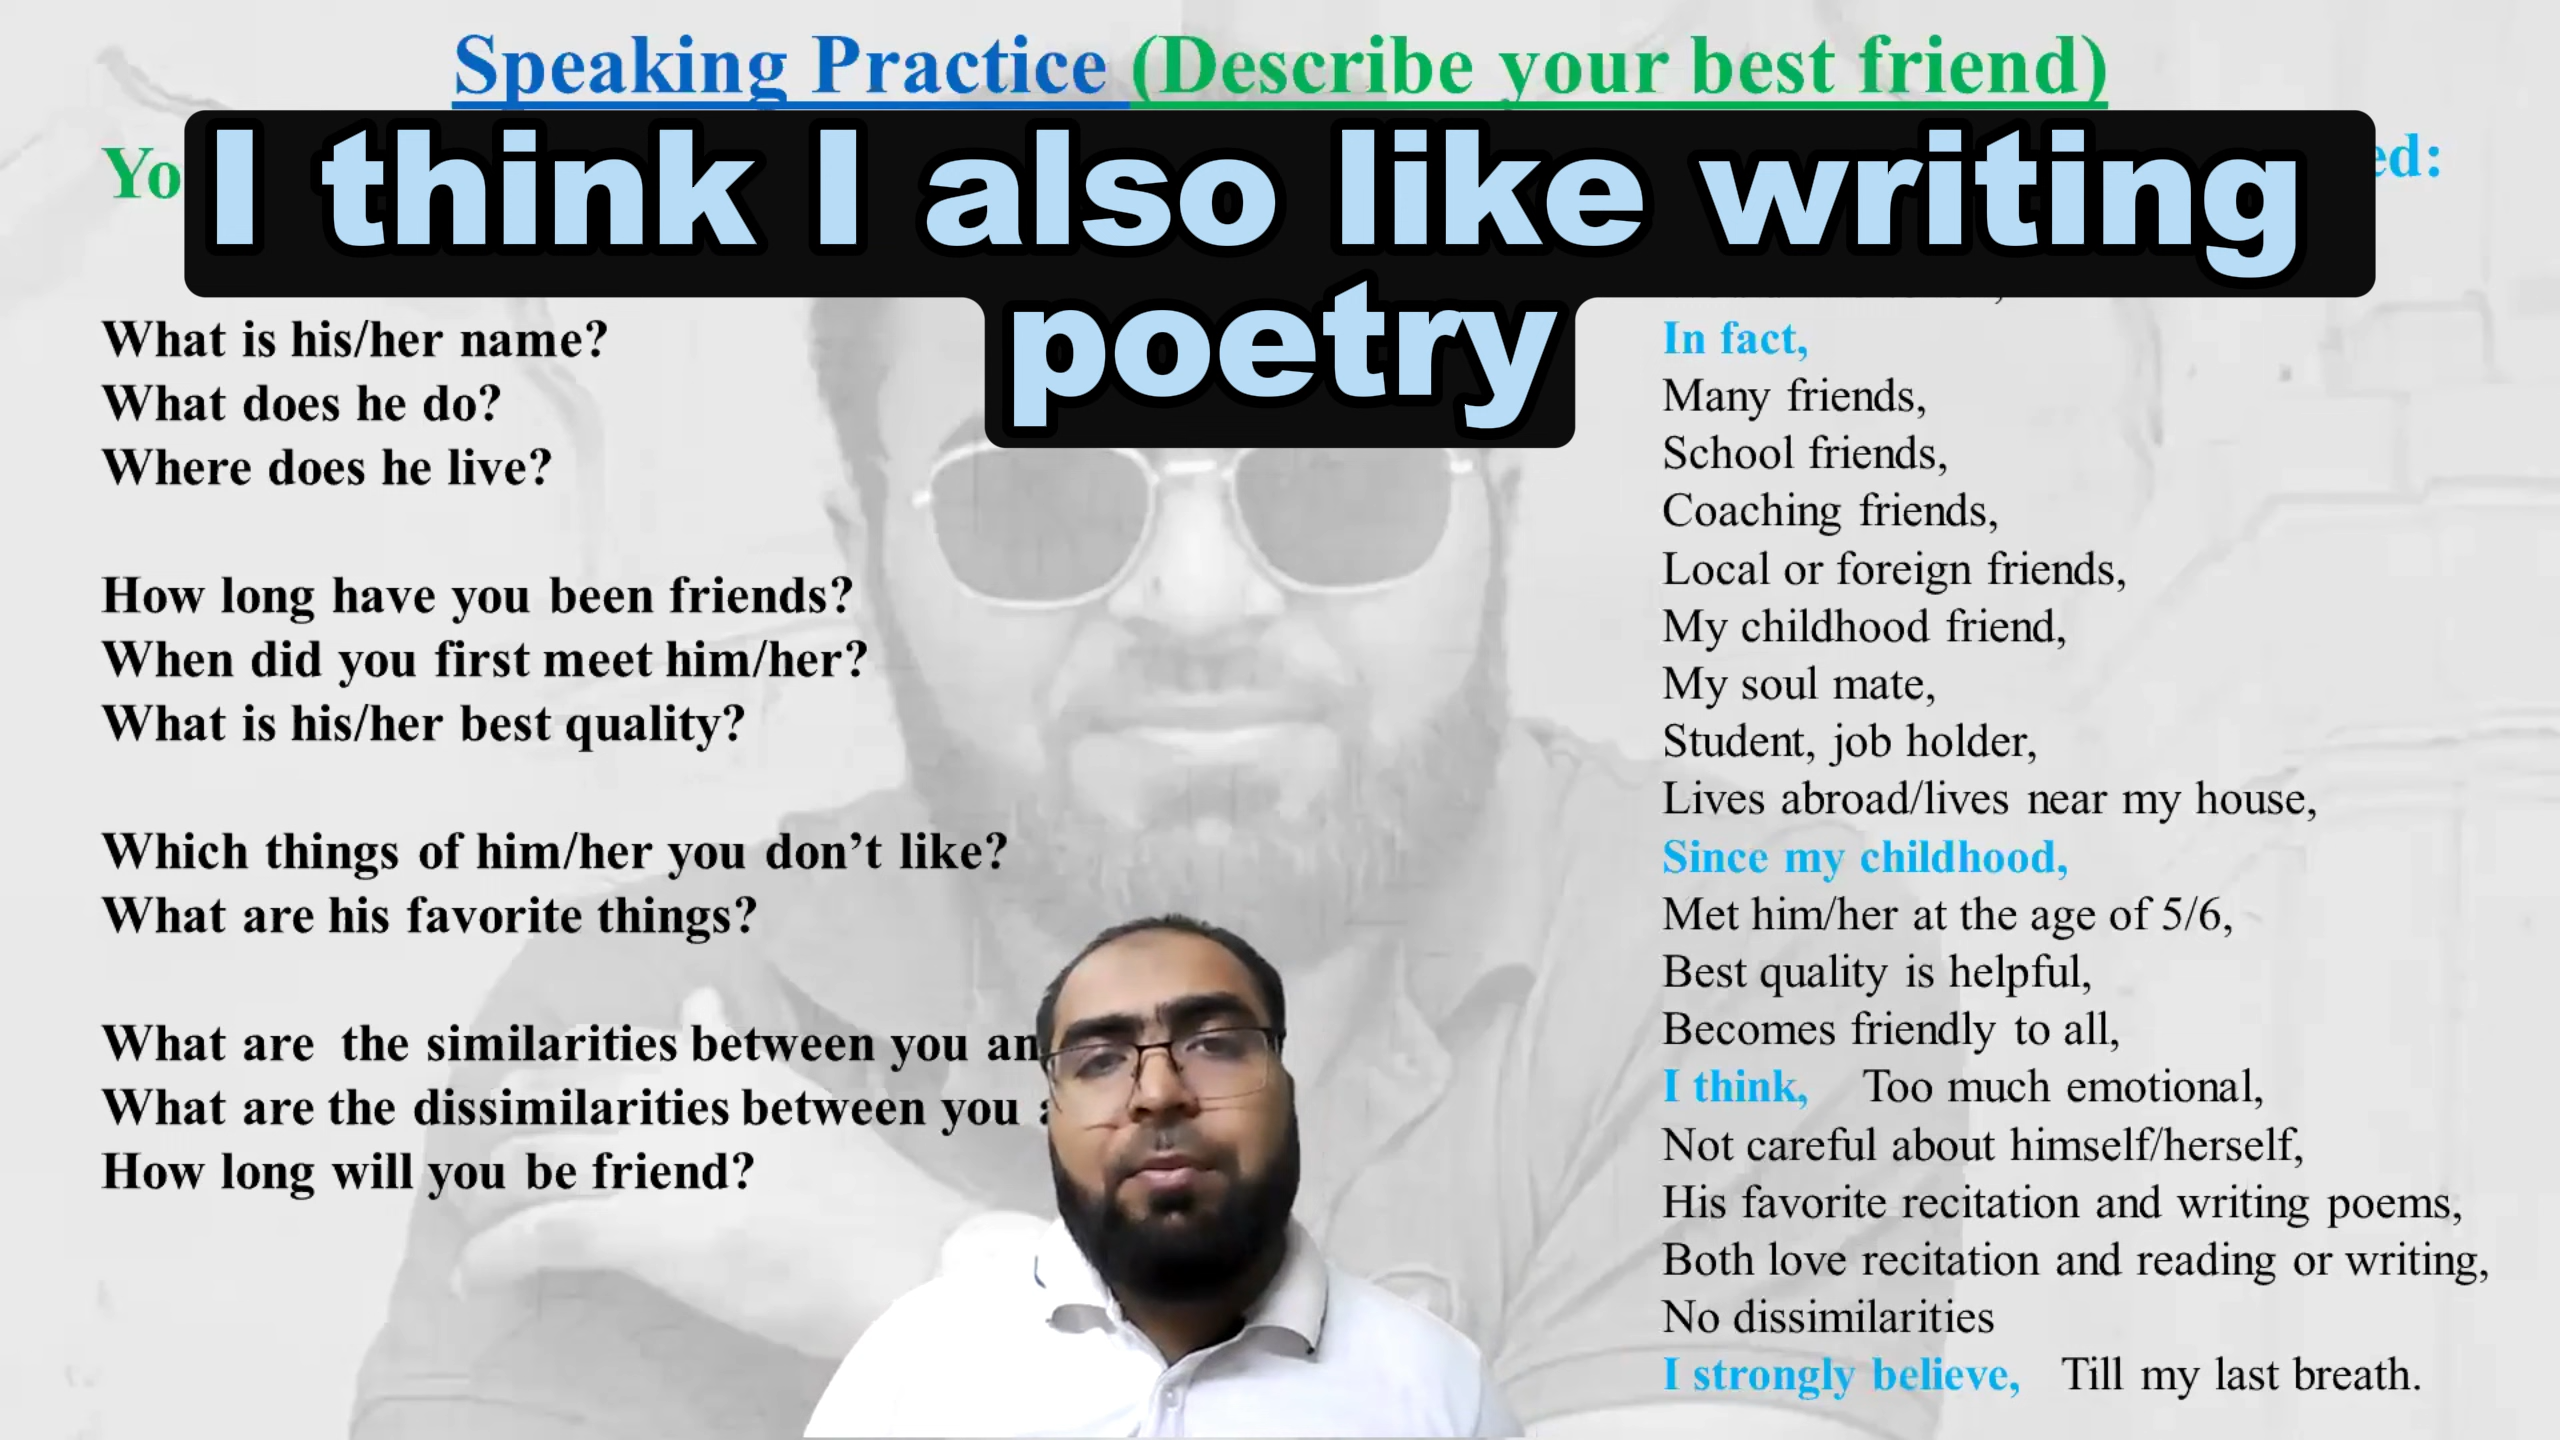 Speaking Practice (Describe your best friend)
I think I also like writing
poetry
What is his/her name?
What does he do?
Where does he live?
How long have you been friends?
When did you first meet him/her?
What is his/her best quality?
Which things of him/her you don’t like?
What are his favorite things?
What are the similarities between you
What are the dissimilarities between you
How long will you be friend?
In fact,
Many friends,
School friends,
Coaching friends,
Local or foreign friends,
My childhood friend,
My soul mate,
Student, job holder,
Lives abroad/lives near my house,
Since my childhood,
Met him/her at the age of 5/6,
Best quality is helpful,
Becomes friendly to all,
I think, Too much emotional,
Not careful about himself/herself,
His favorite recitation and writing poems,
Both love recitation and reading or writing,
No dissimilarities
I strongly believe, Till my last breath.